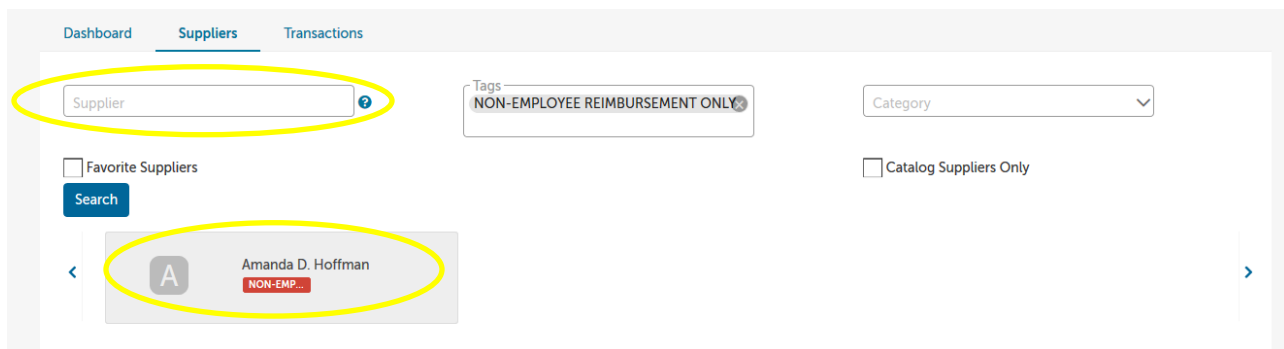 Dashboard Suppliers Transactions
Tags
Supplier ? NON-EMPLOYEE REIMBURSEMENT ONLY Category
Favorite Suppliers Catalog Suppliers Only
Search
A Amanda D. Hoffman
NON-EMP...